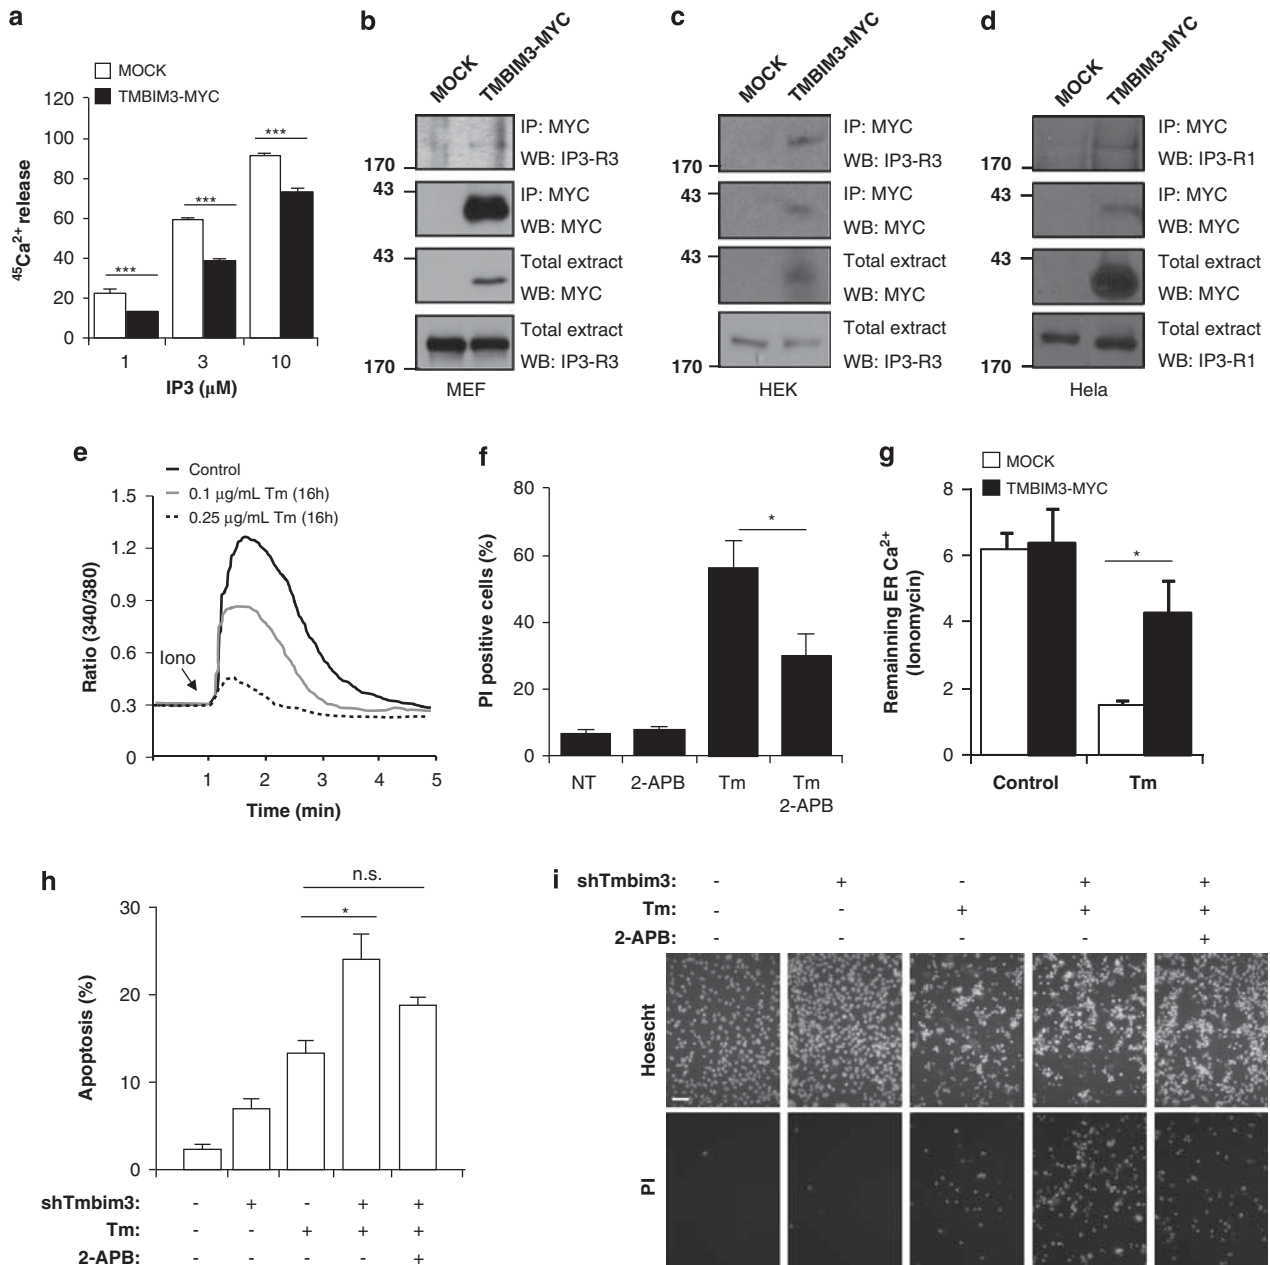 a
MOCK
TMBIM3-MYC
120
100
80
60
40
20
0
45Ca2+ release
***
***
***
1 3 10
IP3 (μM)
b
MOCK
TMBIM3-MYC
170
IP: MYC
WB: IP3-R3
43
IP: MYC
WB: MYC
43
Total extract
WB: MYC
170
Total extract
WB: IP3-R3
MEF
c
MOCK
TMBIM3-MYC
170
IP: MYC
WB: IP3-R3
43
IP: MYC
WB: MYC
43
Total extract
WB: MYC
170
Total extract
WB: IP3-R3
HEK
d
MOCK
TMBIM3-MYC
170
IP: MYC
WB: IP3-R1
43
IP: MYC
WB: MYC
43
Total extract
WB: MYC
170
Total extract
WB: IP3-R1
Hela
e
Control
0.1 μg/mL Tm (16h)
0.25 μg/mL Tm (16h)
1.5
1.2
0.9
0.6
0.3
0
Ratio (340/380)
Iono
1 2 3 4 5
Time (min)
f
80
60
40
20
0
PI positive cells (%)
*
NT 2-APB Tm Tm
2-APB
g
MOCK
TMBIM3-MYC
8
6
4
2
0
Remainning ER Ca2+
(Ionomycin)
*
Control Tm
h
n.s.
*
30
20
10
0
Apoptosis (%)
shTmbim3: - + - + +
Tm: - - + + +
2-APB: - - - - +
i
shTmbim3: - + - + +
Tm: - - + + +
2-APB: - - - - +
Hoescht
PI